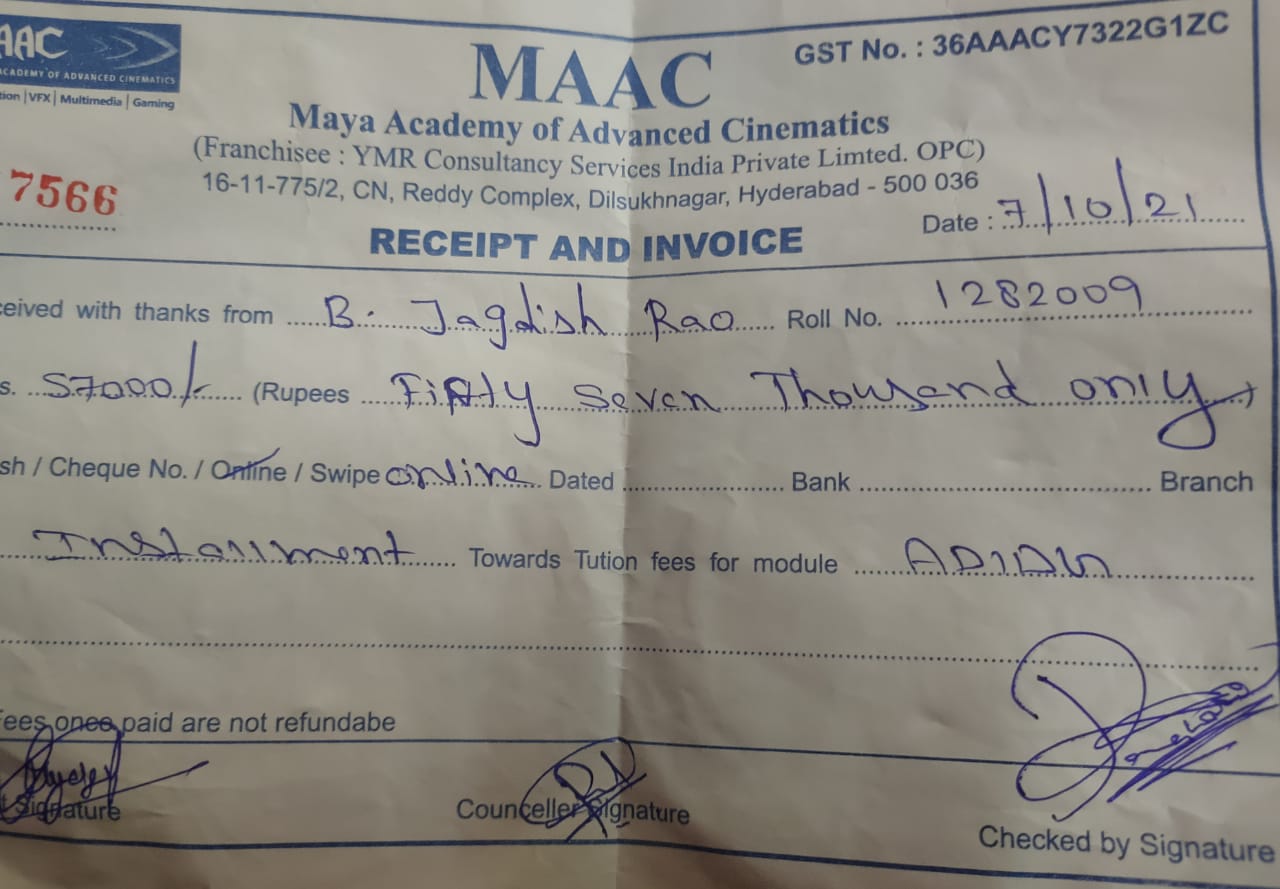 AAC
ACADEMY OF ADVANCED CINEMATICS
tion | VFX | Multimedia | Gaming
MAAC
GST No. : 36AAACY7322G1ZC
Maya Academy of Advanced Cinematics
(Franchisee : YMR Consultancy Services India Private Limted. OPC)
16-11-775/2, CN, Reddy Complex, Dilsukhnagar, Hyderabad - 500 036
7566
Date : 7/10/21
RECEIPT AND INVOICE
ceived with thanks from B. Jagdish Rao Roll No. 1282009
s. 57000/- (Rupees Fifty Seven Thousand only
sh / Cheque No. / Online / Swipe online Dated Bank Branch
Installment Towards Tution fees for module
fees once paid are not refundabe
Signature
Counceller Signature
Checked by Signature